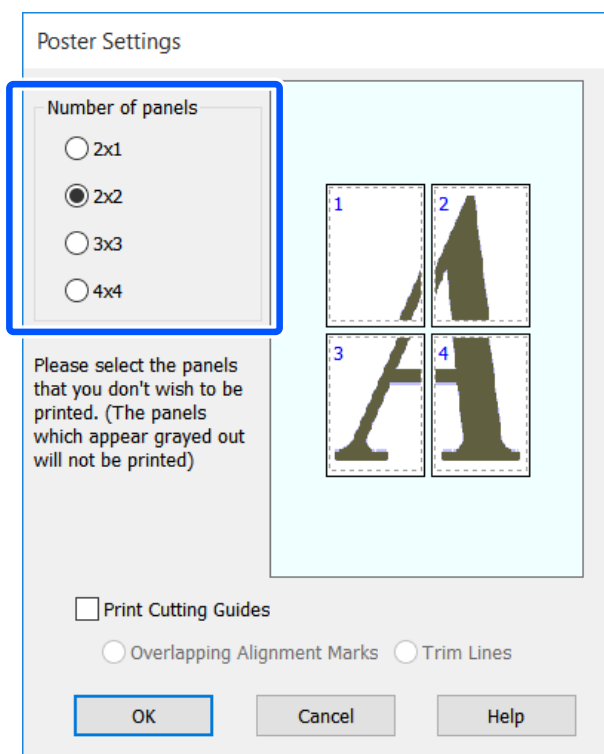 Poster Settings
Number of panels
2x1
2x2
3x3
4x4
1
2
3
4
Please select the panels
that you don't wish to be
printed. (The panels
which appear grayed out
will not be printed)
Print Cutting Guides
Overlapping Alignment Marks
Trim Lines
OK
Cancel
Help